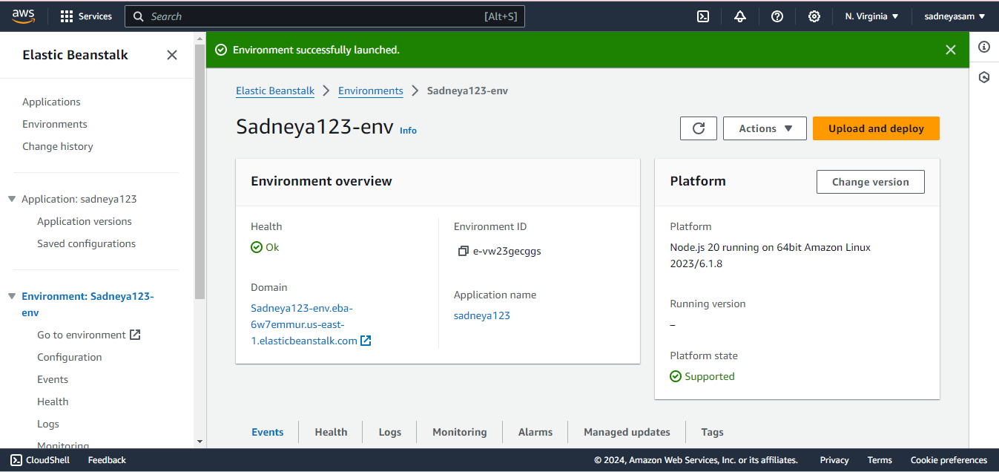 aws
Services
Search
[Alt+S]
N. Virginia
sadneyasam
Elastic Beanstalk
Applications
Environments
Change history
Application: sadneya123
Application versions
Saved configurations
Environment: Sadneya123-
env
Go to environment
Configuration
Events
Health
Logs
Monitoring
Environment successfully launched.
Elastic Beanstalk
Environments
Sadneya123-env
Sadneya123-env Info
Actions
Upload and deploy
Environment overview
Health
Ok
Domain
Sadneya123-env.eba-
6w7emmur.us-east-
1.elasticbeanstalk.com
Environment ID
e-vw23gecggs
Application name
sadneya123
Platform
Change version
Platform
Node.js 20 running on 64bit Amazon Linux
2023/6.1.8
Running version
–
Platform state
Supported
Events
Health
Logs
Monitoring
Alarms
Managed updates
Tags
CloudShell
Feedback
© 2024, Amazon Web Services, Inc. or its affiliates.
Privacy
Terms
Cookie preferences